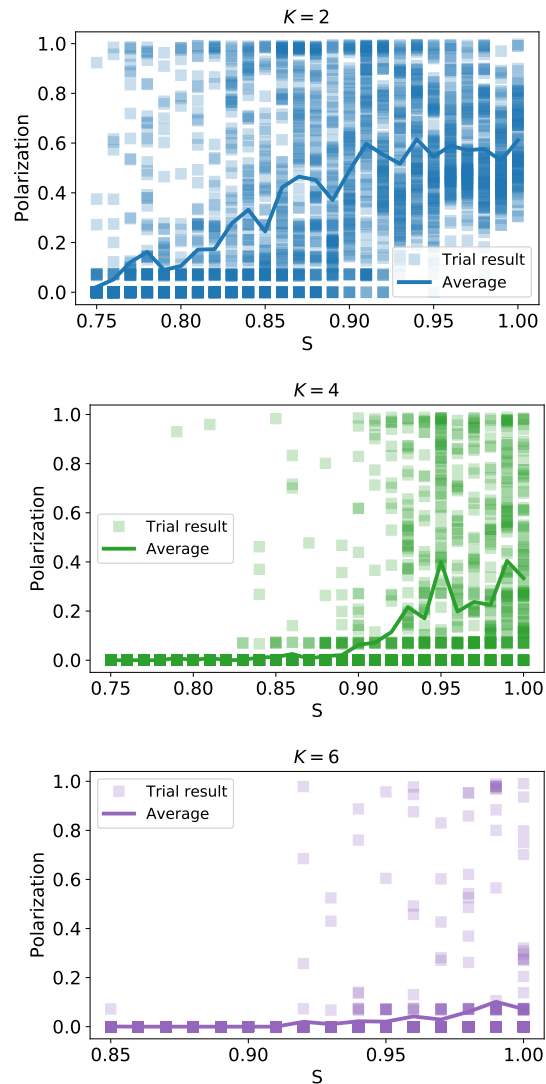 K = 2
1.0
0.8
0.6
0.4
0.2
0.0
Polarization
Trial result
Average
0.75 0.80 0.85 0.90 0.95 1.00
S
K = 4
1.0
0.8
0.6
0.4
0.2
0.0
Polarization
Trial result
Average
0.75 0.80 0.85 0.90 0.95 1.00
S
K = 6
1.0
0.8
0.6
0.4
0.2
0.0
Polarization
Trial result
Average
0.85 0.90 0.95 1.00
S